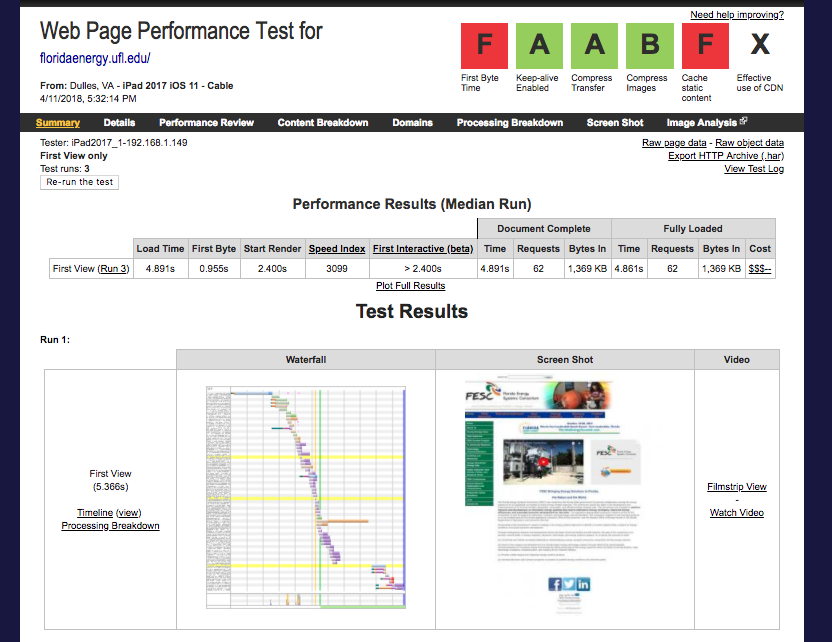 Need help improving?
Web Page Performance Test for
floridaenergy.ufl.edu/
From: Dulles, VA - iPad 2017 iOS 11 - Cable
4/11/2018, 5:32:14 PM
F A A B F X
First Byte Time
Keep-alive Enabled
Compress Transfer
Compress Images
Cache static content
Effective use of CDN
Summary Details Performance Review Content Breakdown Domains Processing Breakdown Screen Shot Image Analysis
Tester: iPad2017_1-192.168.1.149
First View only
Test runs: 3
Re-run the test
Raw page data - Raw object data
Export HTTP Archive (.har)
View Test Log
Performance Results (Median Run)
Document Complete Fully Loaded
Load Time First Byte Start Render Speed Index First Interactive (beta) Time Requests Bytes In Time Requests Bytes In Cost
First View (Run 3) 4.891s 0.955s 2.400s 3099 > 2.400s 4.891s 62 1,369 KB 4.861s 62 1,369 KB $$$--
Plot Full Results
Test Results
Run 1:
Waterfall Screen Shot Video
First View
(5.366s)
Timeline (view)
Processing Breakdown
FESC Florida Energy
Systems Consortium
FESC
Filmstrip View
-
Watch Video